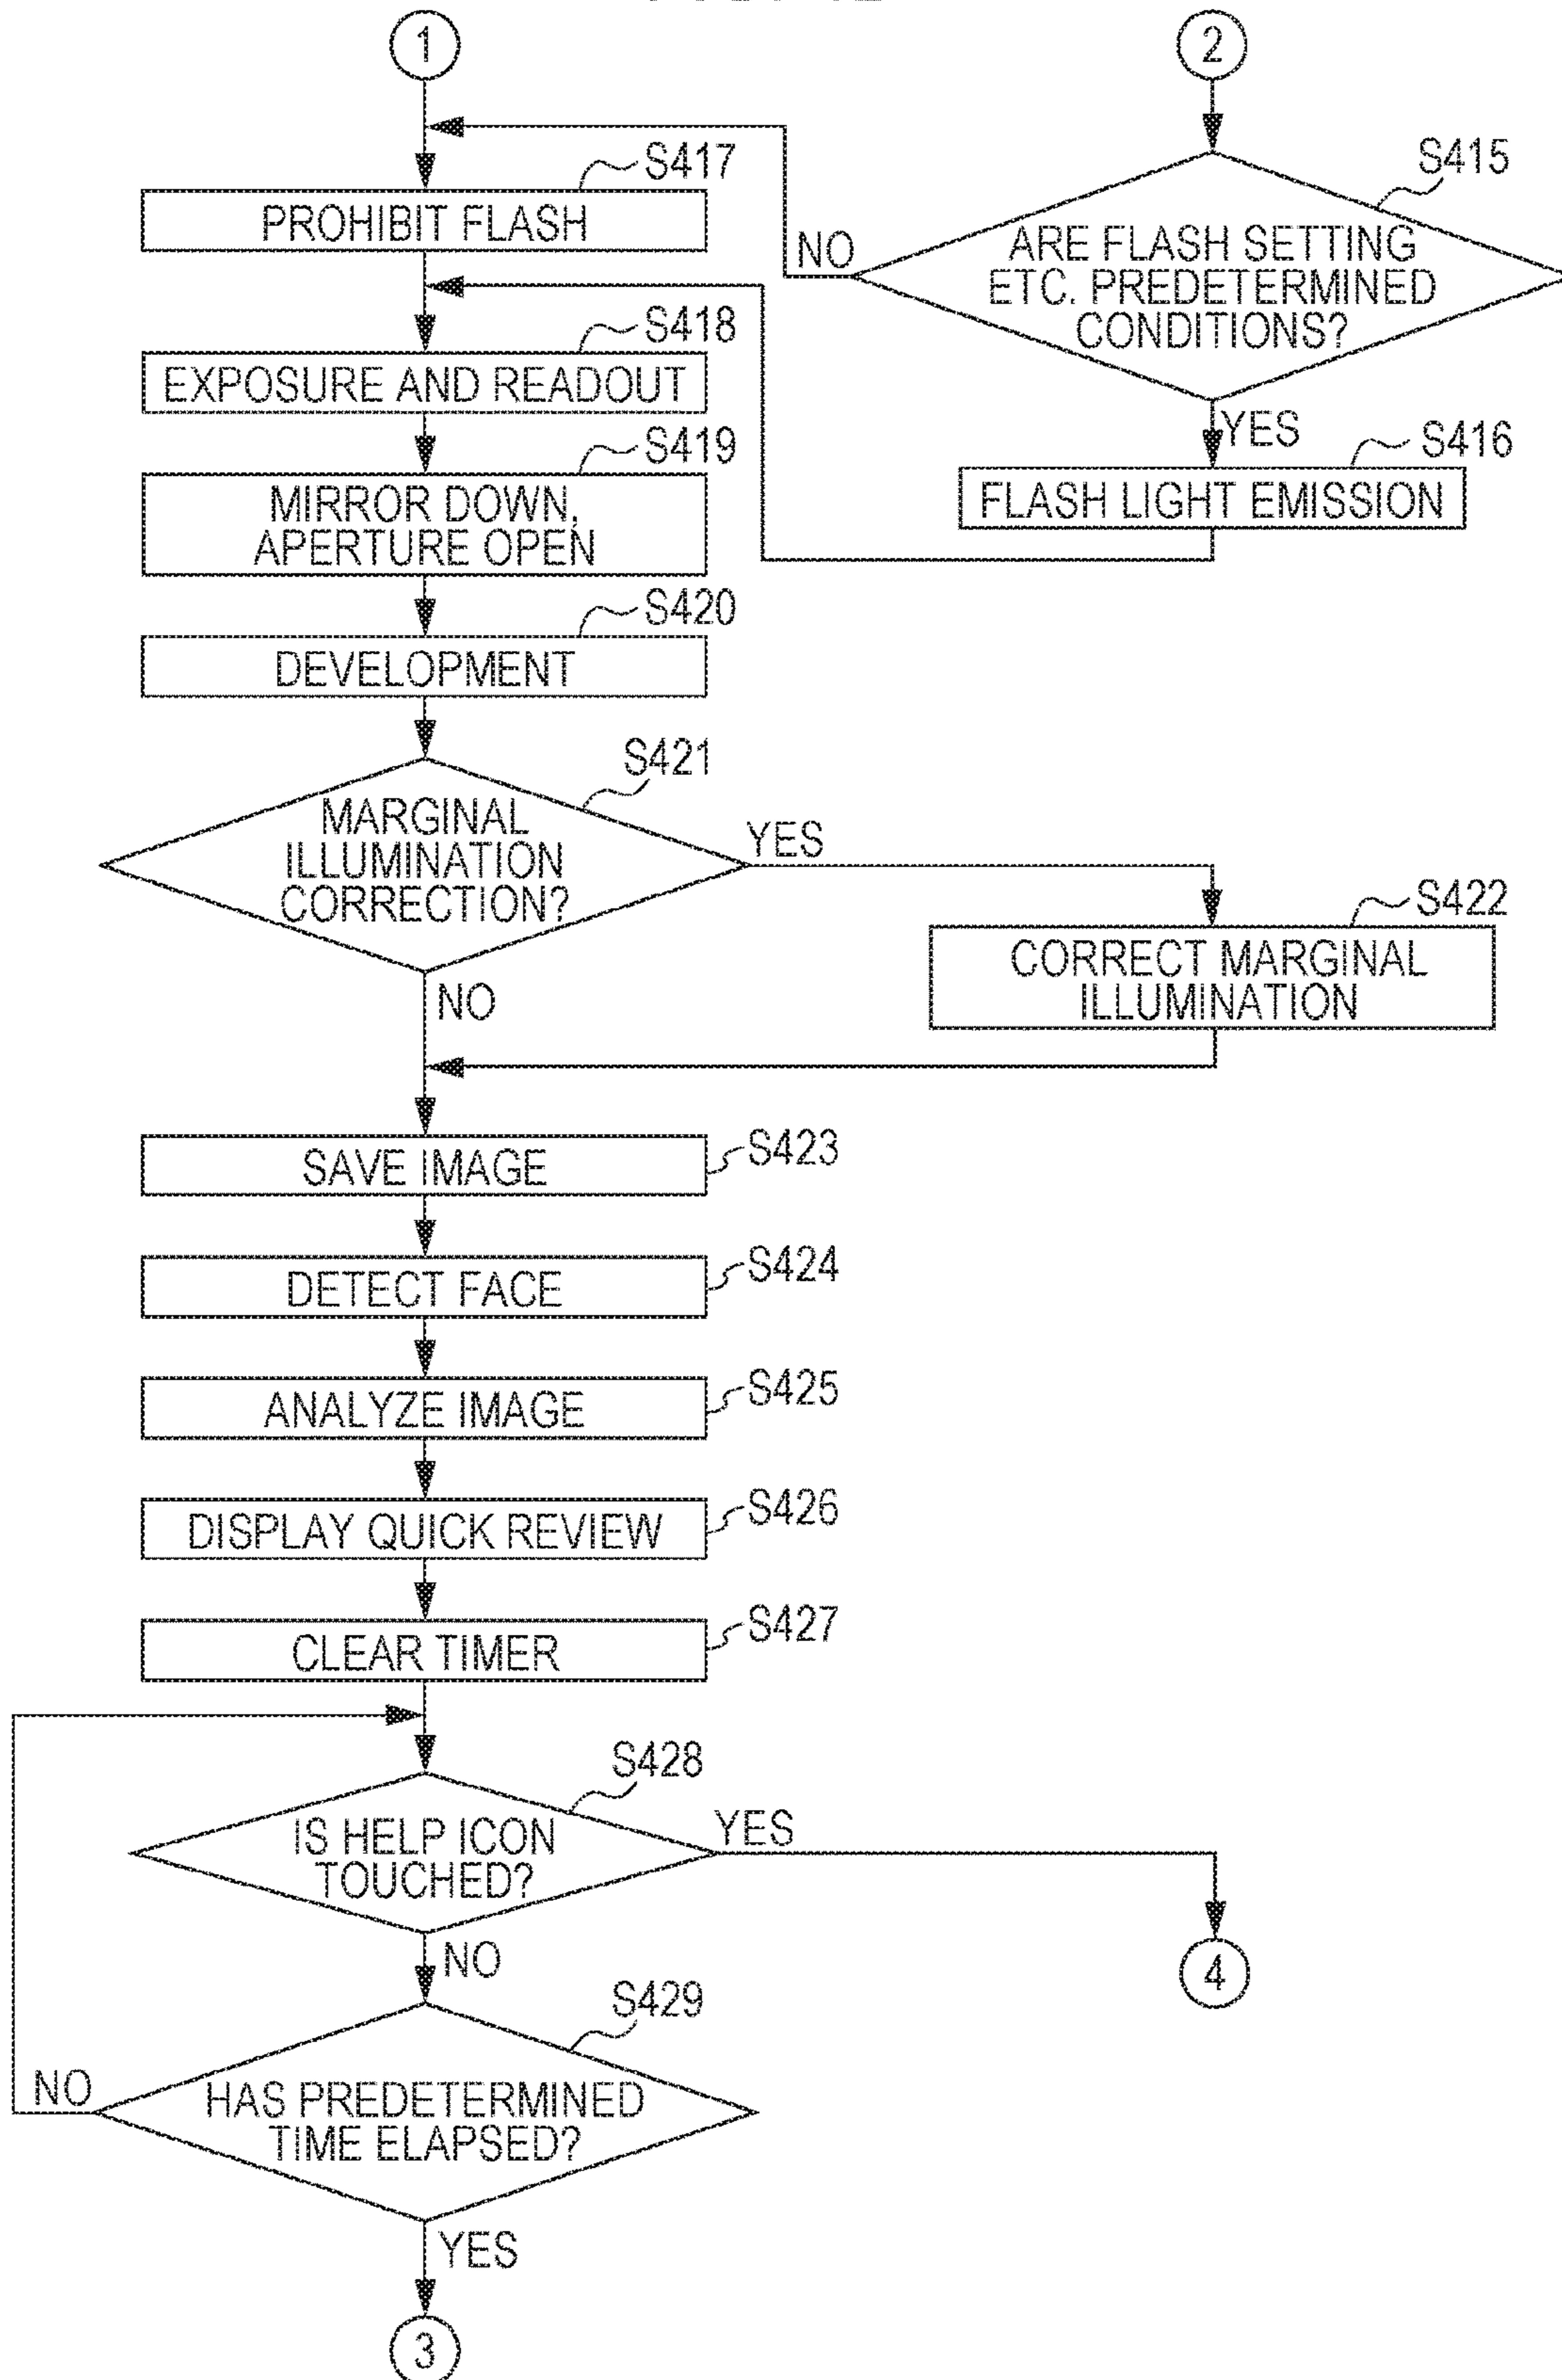 1
2
S417
PROHIBIT FLASH
S415
ARE FLASH SETTING
ETC. PREDETERMINED
CONDITIONS?
NO
YES
S416
FLASH LIGHT EMISSION
S418
EXPOSURE AND READOUT
S419
MIRROR DOWN,
APERTURE OPEN
S420
DEVELOPMENT
S421
MARGINAL
ILLUMINATION
CORRECTION?
YES
NO
S422
CORRECT MARGINAL
ILLUMINATION
S423
SAVE IMAGE
S424
DETECT FACE
S425
ANALYZE IMAGE
S426
DISPLAY QUICK REVIEW
S427
CLEAR TIMER
S428
IS HELP ICON
TOUCHED?
YES
NO
4
S429
HAS PREDETERMINED
TIME ELAPSED?
NO
YES
3